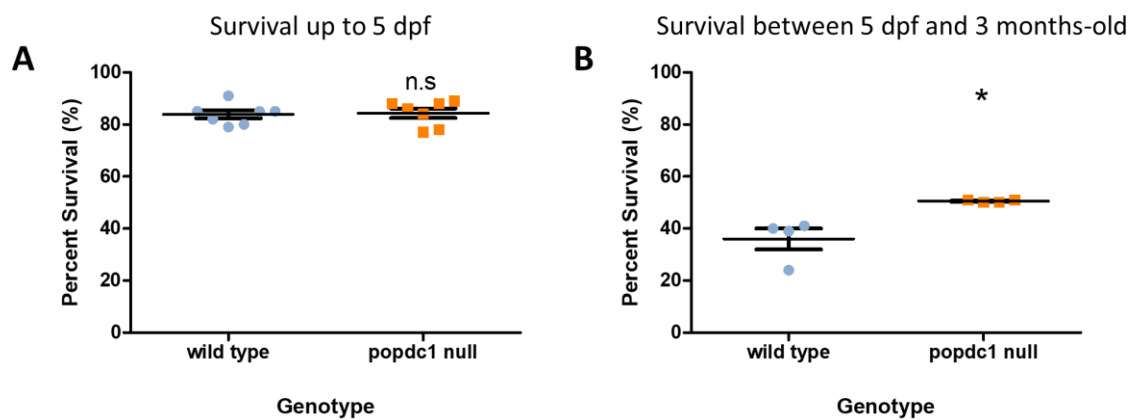 Survival up to 5 dpf
A
Percent Survival (%)
100
80
60
40
20
0
n.s
wild type
popdc1 null
Genotype
Survival between 5 dpf and 3 months-old
B
Percent Survival (%)
100
80
60
40
20
0
*
wild type
popdc1 null
Genotype